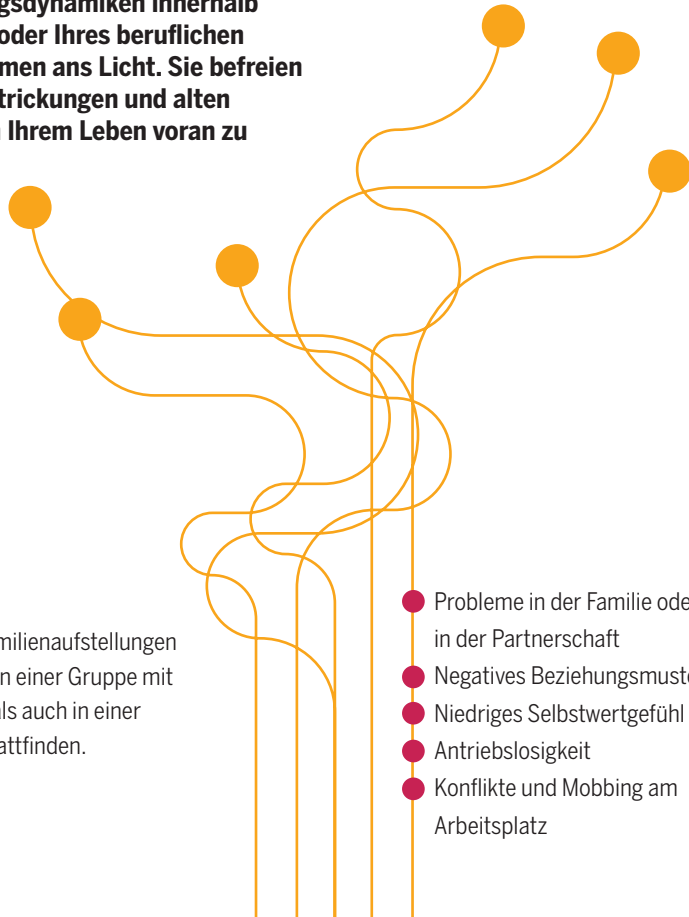 gsdynamiken innerhalb
oder Ihres beruflichen
men ans Licht. Sie befreien
trickungen und alten
Ihrem Leben voran zu
milienaufstellungen
n einer Gruppe mit
ls auch in einer
attfinden.
Probleme in der Familie ode
in der Partnerschaft
Negatives Beziehungsmust
Niedriges Selbstwertgefühl
Antriebslosigkeit
Konflikte und Mobbing am
Arbeitsplatz